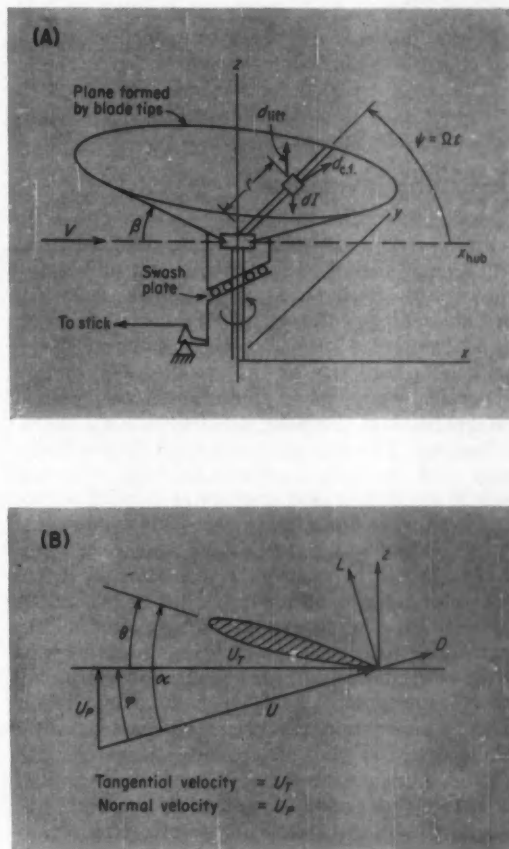 (A)
z
Plane formed
by blade tips
d_lift
ψ = Ωt
r
d_c.f.
dI
y
β
V
x_hub
Swash
plate
To stick
x
(B)
L
z
D
θ
U_T
α
U_P
φ
U
Tangential velocity = U_T
Normal velocity = U_P